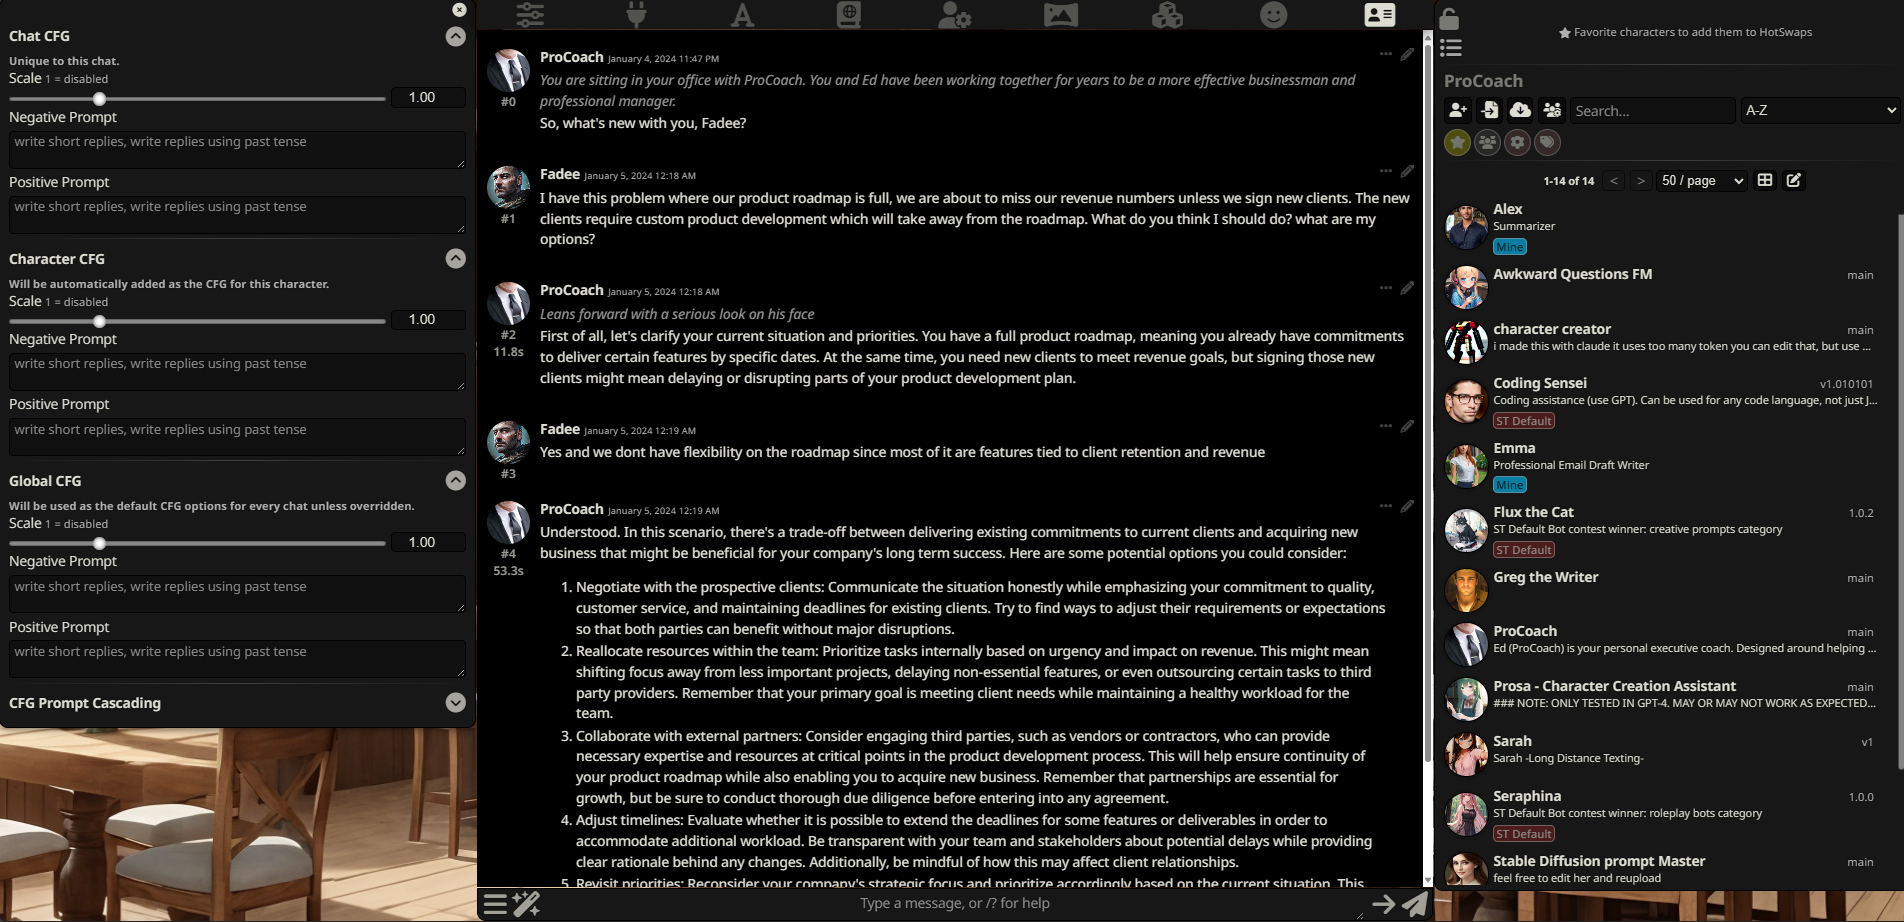 Chat CFG
Unique to this chat.
Scale 1 = disabled
1.00
Negative Prompt
write short replies, write replies using past tense
Positive Prompt
write short replies, write replies using past tense
Character CFG
Will be automatically added as the CFG for this character.
Scale 1 = disabled
1.00
Negative Prompt
write short replies, write replies using past tense
Positive Prompt
write short replies, write replies using past tense
Global CFG
Will be used as the default CFG options for every chat unless overridden.
Scale 1 = disabled
1.00
Negative Prompt
write short replies, write replies using past tense
Positive Prompt
write short replies, write replies using past tense
CFG Prompt Cascading
ProCoach January 4, 2024 11:47 PM
#0
You are sitting in your office with ProCoach. You and Ed have been working together for years to be a more effective businessman and
professional manager.
So, what's new with you, Fadee?
Fadee January 5, 2024 12:18 AM
#1
I have this problem where our product roadmap is full, we are about to miss our revenue numbers unless we sign new clients. The new
clients require custom product development which will take away from the roadmap. What do you think I should do? what are my
options?
ProCoach January 5, 2024 12:18 AM
#2
11.8s
Leans forward with a serious look on his face
First of all, let's clarify your current situation and priorities. You have a full product roadmap, meaning you already have commitments
to deliver certain features by specific dates. At the same time, you need new clients to meet revenue goals, but signing those new
clients might mean delaying or disrupting parts of your product development plan.
Fadee January 5, 2024 12:19 AM
#3
Yes and we dont have flexibility on the roadmap since most of it are features tied to client retention and revenue
ProCoach January 5, 2024 12:19 AM
#4
53.3s
Understood. In this scenario, there's a trade-off between delivering existing commitments to current clients and acquiring new
business that might be beneficial for your company's long term success. Here are some potential options you could consider:
1. Negotiate with the prospective clients: Communicate the situation honestly while emphasizing your commitment to quality,
customer service, and maintaining deadlines for existing clients. Try to find ways to adjust their requirements or expectations
so that both parties can benefit without major disruptions.
2. Reallocate resources within the team: Prioritize tasks internally based on urgency and impact on revenue. This might mean
shifting focus away from less important projects, delaying non-essential features, or even outsourcing certain tasks to third
party providers. Remember that your primary goal is meeting client needs while maintaining a healthy workload for the
team.
3. Collaborate with external partners: Consider engaging third parties, such as vendors or contractors, who can provide
necessary expertise and resources at critical points in the product development process. This will help ensure continuity of
your product roadmap while also enabling you to acquire new business. Remember that partnerships are essential for
growth, but be sure to conduct thorough due diligence before entering into any agreement.
4. Adjust timelines: Evaluate whether it is possible to extend the deadlines for some features or deliverables in order to
accommodate additional workload. Be transparent with your team and stakeholders about potential delays while providing
clear rationale behind any changes. Additionally, be mindful of how this may affect client relationships.
5. Revisit priorities: Reconsider your company's strategic focus and prioritize accordingly based on the current situation. This
Type a message, or /? for help
Favorite characters to add them to HotSwaps
ProCoach
Search...
A-Z
1-14 of 14
<
>
50 / page
Alex
Summarizer
Mine
Awkward Questions FM main
character creator main
i made this with claude it uses too many token you can edit that, but use ...
Coding Sensei v1.010101
Coding assistance (use GPT). Can be used for any code language, not just J...
ST Default
Emma
Professional Email Draft Writer
Mine
Flux the Cat 1.0.2
ST Default Bot contest winner: creative prompts category
ST Default
Greg the Writer main
ProCoach main
Ed (ProCoach) is your personal executive coach. Designed around helping ...
Prosa - Character Creation Assistant main
### NOTE: ONLY TESTED IN GPT-4. MAY OR MAY NOT WORK AS EXPECTED...
Sarah v1
Sarah -Long Distance Texting-
Seraphina 1.0.0
ST Default Bot contest winner: roleplay bots category
ST Default
Stable Diffusion prompt Master main
feel free to edit her and reupload